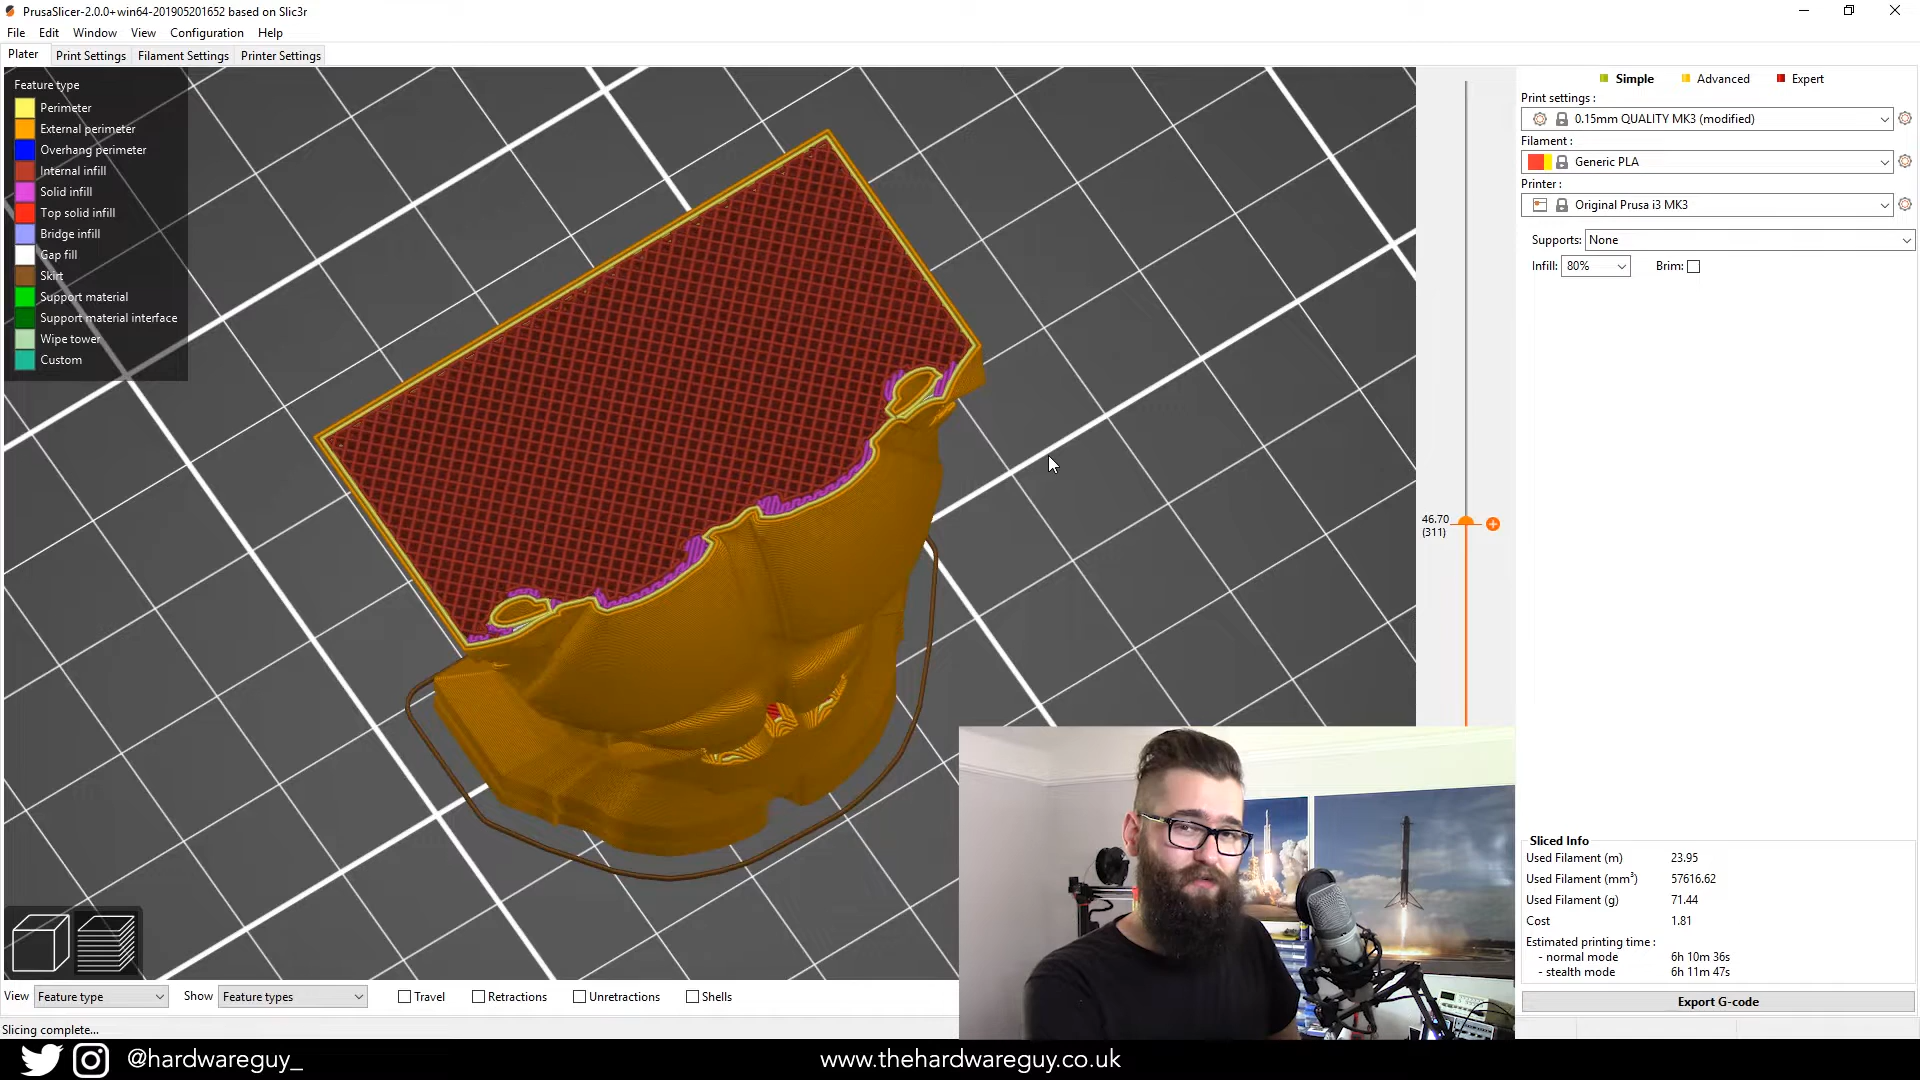 PrusaSlicer-2.0.0+win64-201905201652 based on Slic3r
File Edit Window View Configuration Help
Plater Print Settings Filament Settings Printer Settings
Feature type
Perimeter
External perimeter
Overhang perimeter
Internal infill
Solid infill
Top solid infill
Bridge infill
Gap fill
Skirt
Support material
Support material interface
Wipe tower
Custom
46.70
(311)
Simple Advanced Expert
Print settings :
0.15mm QUALITY MK3 (modified)
Filament :
Generic PLA
Printer :
Original Prusa i3 MK3
Supports: None
Infill: 80% Brim:
Sliced Info
Used Filament (m) 23.95
Used Filament (mm³) 57616.62
Used Filament (g) 71.44
Cost 1.81
Estimated printing time :
- normal mode 6h 10m 36s
- stealth mode 6h 11m 47s
Export G-code
View Feature type Show Feature types Travel Retractions Unretractions Shells
Slicing complete...
@hardwareguy_ www.thehardwareguy.co.uk